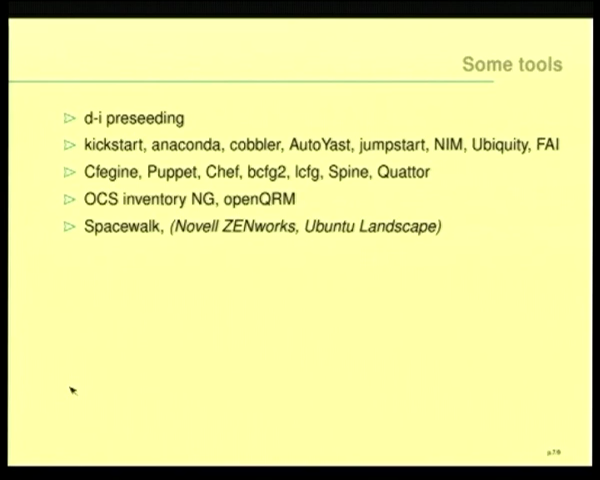 Some tools
d-i preseeding
kickstart, anaconda, cobbler, AutoYast, jumpstart, NIM, Ubiquity, FAI
Cfegine, Puppet, Chef, bcfg2, lcfg, Spine, Quattor
OCS inventory NG, openQRM
Spacewalk, (Novell ZENworks, Ubuntu Landscape)